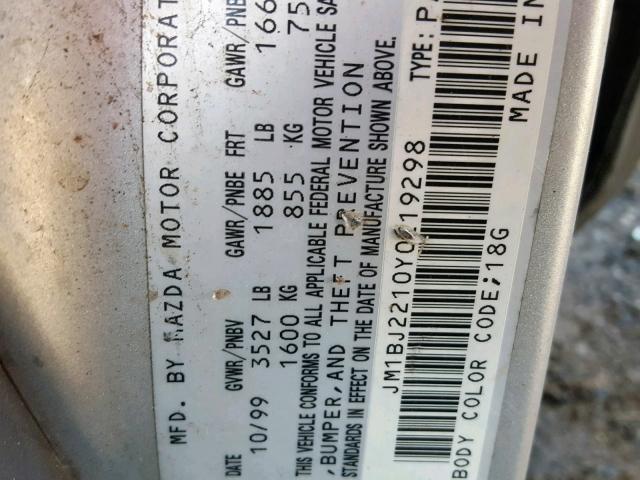 MFD. BY MAZDA MOTOR CORPORAT
DATE GVWR/PNBV GAWR/PNBE FRT GAWR/PNB
10/99 3527 LB 1885 LB 166
1600 KG 855 KG 75
THIS VEHICLE CONFORMS TO ALL APPLICABLE FEDERAL MOTOR VEHICLE SA
, BUMPER, AND THEFT PREVENTION
STANDARDS IN EFFECT ON THE DATE OF MANUFACTURE SHOWN ABOVE.
JM1BJ2210Y0219298 TYPE: PA
BODY COLOR CODE; 18G MADE IN